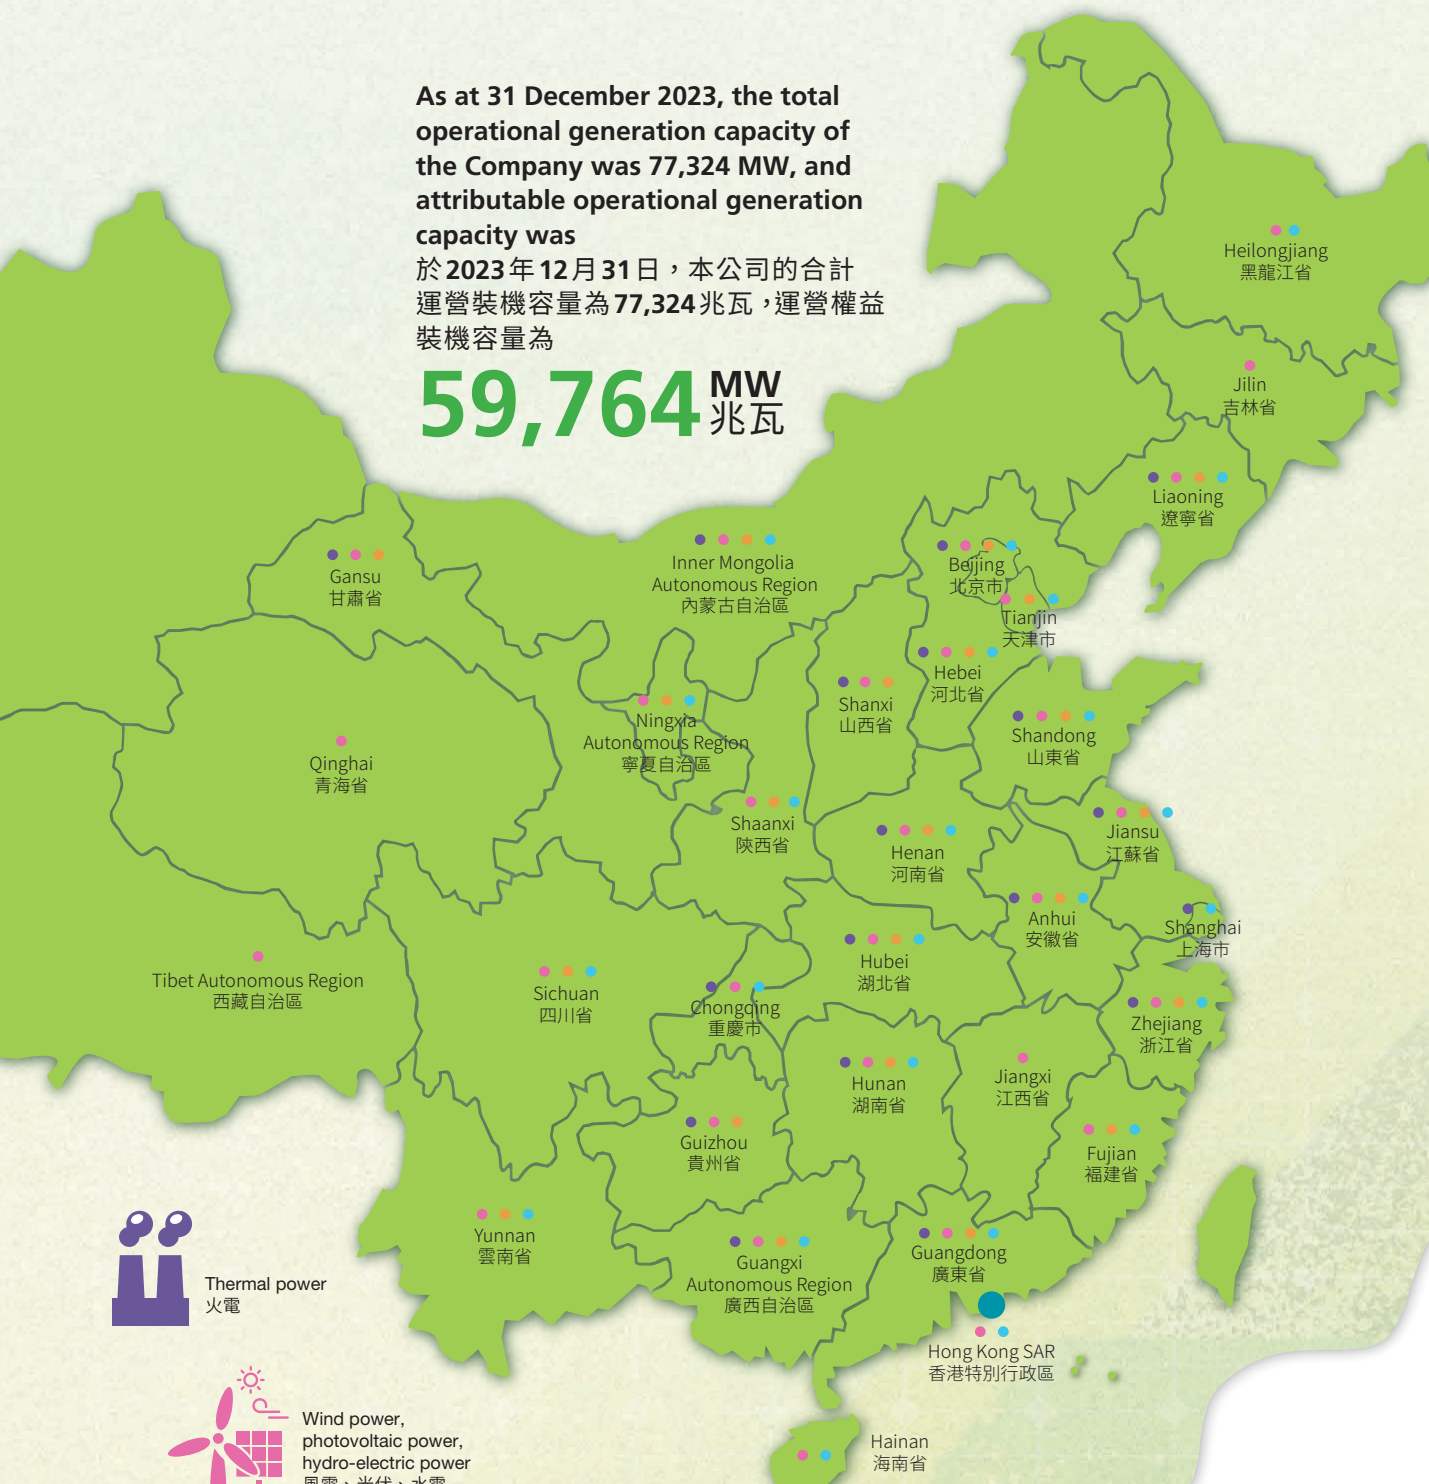 As at 31 December 2023, the total
operational generation capacity of
the Company was 77,324 MW, and
attributable operational generation
capacity was
於2023年12月31日，本公司的合計
運營裝機容量為77,324兆瓦，運營權益
裝機容量為
59,764 MW
兆瓦
Heilongjiang
黑龍江省
Jilin
吉林省
Liaoning
遼寧省
Gansu
甘肅省
Inner Mongolia
Autonomous Region
內蒙古自治區
Beijing
北京市
Tianjin
天津市
Hebei
河北省
Shanxi
山西省
Shandong
山東省
Ningxia
Autonomous Region
寧夏自治區
Qinghai
青海省
Shaanxi
陝西省
Henan
河南省
Jiansu
江蘇省
Anhui
安徽省
Shanghai
上海市
Tibet Autonomous Region
西藏自治區
Sichuan
四川省
Chongqing
重慶市
Hubei
湖北省
Zhejiang
浙江省
Hunan
湖南省
Jiangxi
江西省
Guizhou
貴州省
Fujian
福建省
Yunnan
雲南省
Guangxi
Autonomous Region
廣西自治區
Guangdong
廣東省
Hong Kong SAR
香港特別行政區
Hainan
海南省
Thermal power
火電
Wind power,
photovoltaic power,
hydro-electric power
風電、光伏、水電